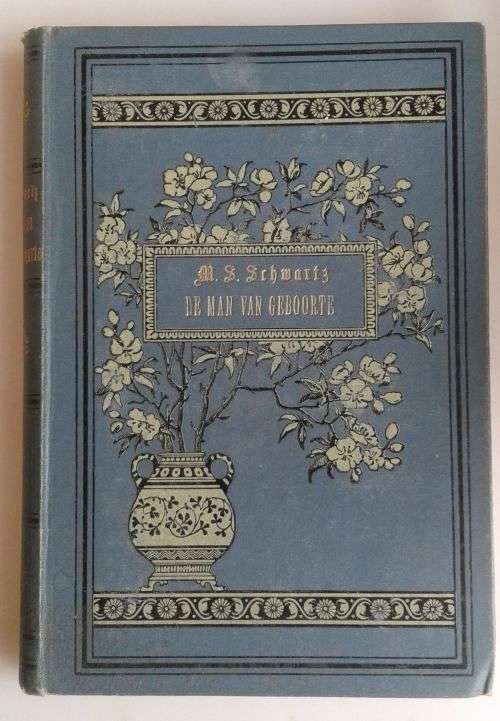 M. S. Schwartz
DE MAN VAN GEBOORTE